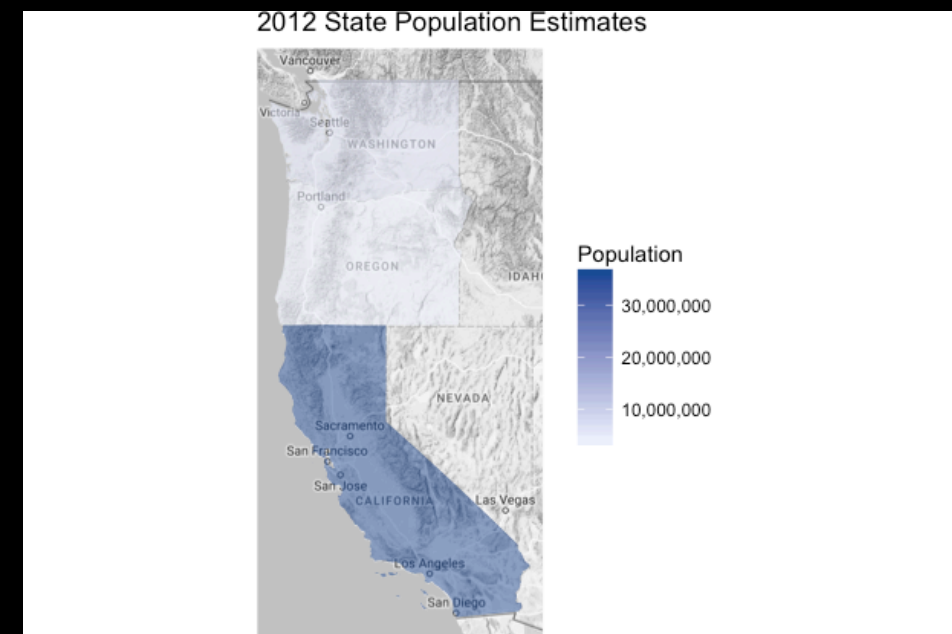 2012 State Population Estimates
Vancouver
Victoria
Seattle
WASHINGTON
Portland
OREGON
IDAH
NEVADA
Sacramento
San Francisco
San Jose
CALIFORNIA
Las Vegas
Los Angeles
San Diego
Population
30,000,000
20,000,000
10,000,000